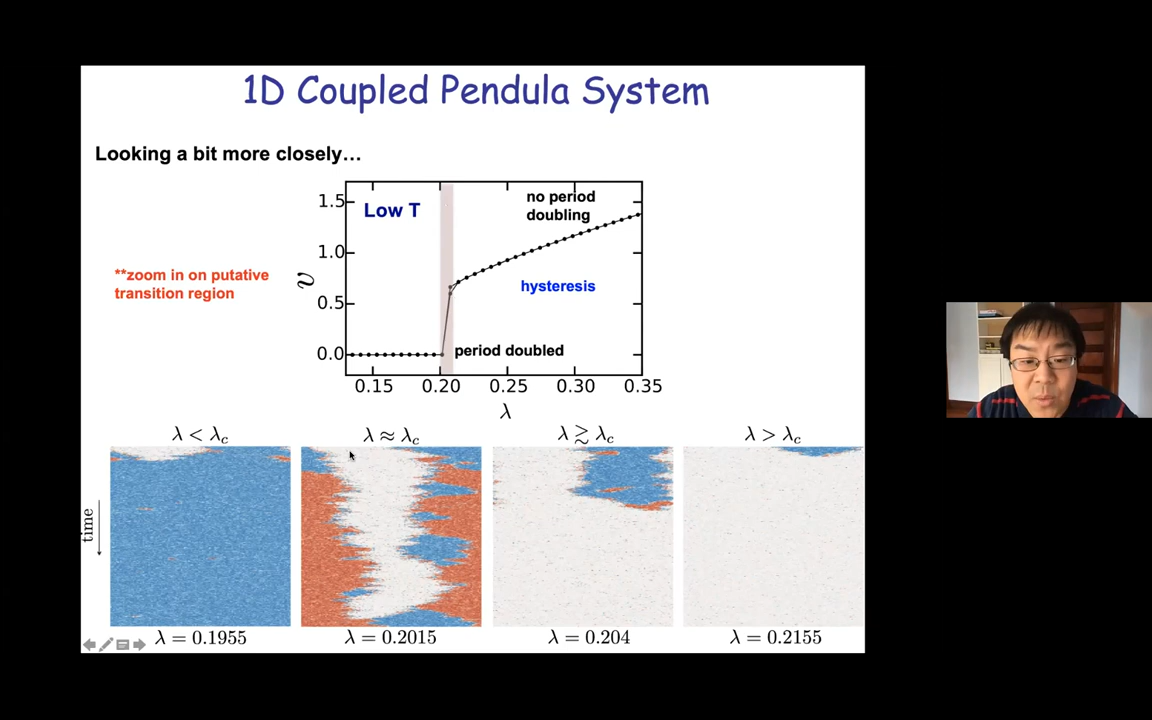 1D Coupled Pendula System
Looking a bit more closely…
**zoom in on putative
transition region
Low T
no period
doubling
hysteresis
period doubled
v
1.5
1.0
0.5
0.0
0.15 0.20 0.25 0.30 0.35
λ
λ < λc
λ ≈ λc
λ ≳ λc
λ > λc
time
λ = 0.1955
λ = 0.2015
λ = 0.204
λ = 0.2155